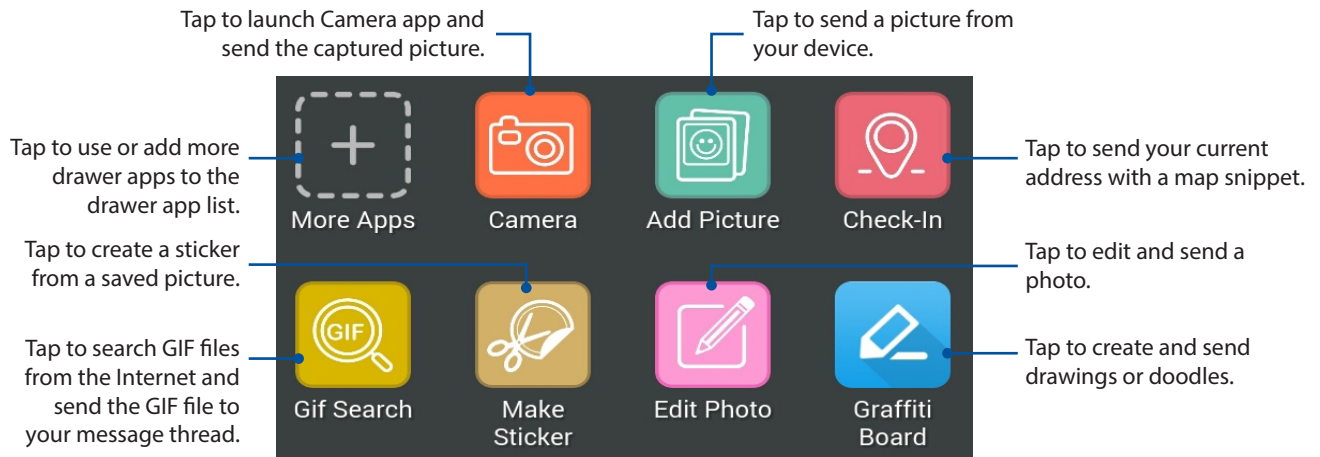 Tap to launch Camera app and
send the captured picture.
Tap to send a picture from
your device.
Tap to use or add more
drawer apps to the
drawer app list.
More Apps
Camera
Add Picture
Check-In
Tap to send your current
address with a map snippet.
Tap to create a sticker
from a saved picture.
Tap to edit and send a
photo.
Tap to search GIF files
from the Internet and
send the GIF file to
your message thread.
GIF
Gif Search
Make
Sticker
Edit Photo
Graffiti
Board
Tap to create and send
drawings or doodles.